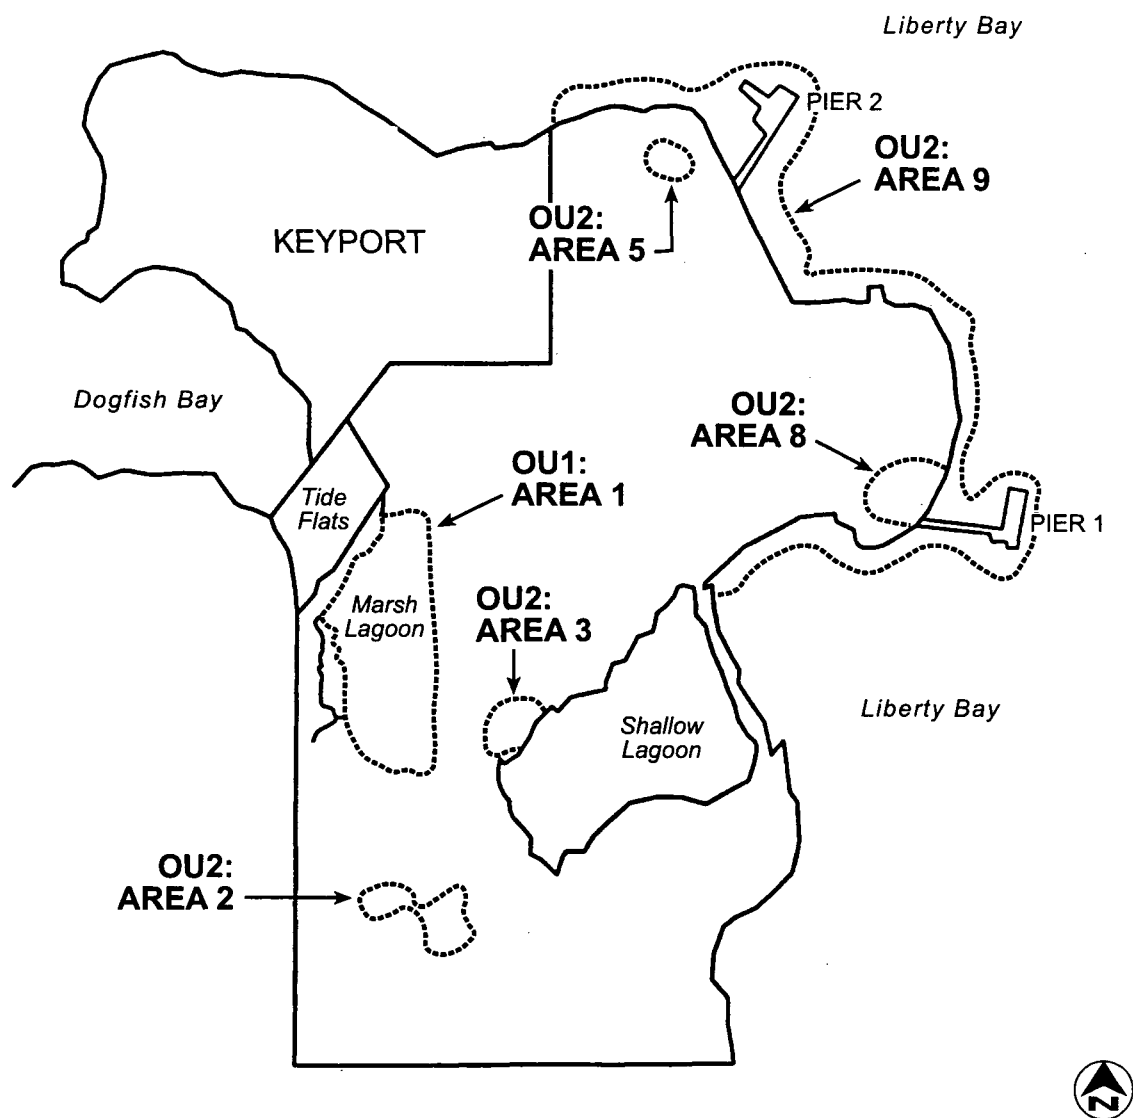 Liberty Bay
PIER 2
OU2:
AREA 9
OU2:
AREA 5
KEYPORT
Dogfish Bay
OU2:
AREA 8
OU1:
AREA 1
Tide
Flats
PIER 1
Marsh
Lagoon
OU2:
AREA 3
Liberty Bay
Shallow
Lagoon
OU2:
AREA 2
N